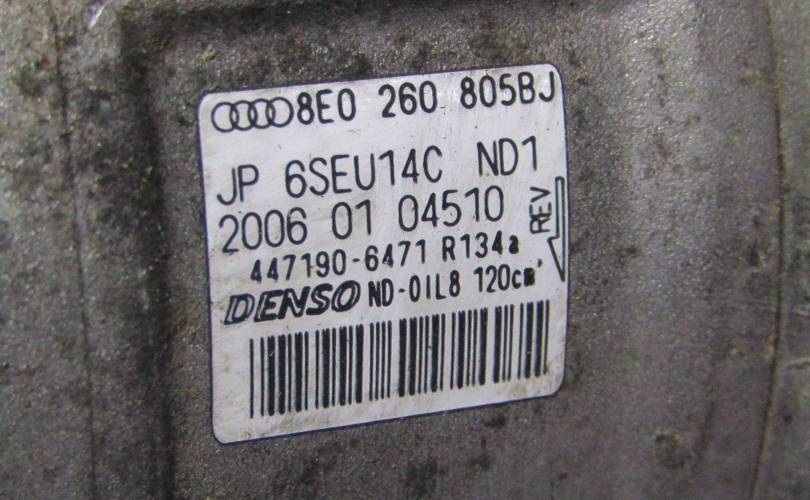 8E0 260 805BJ
JP 6SEU14C ND1
2006 01 04510
REV
447190-6471 R134a
DENSO ND-OIL8 120cm³